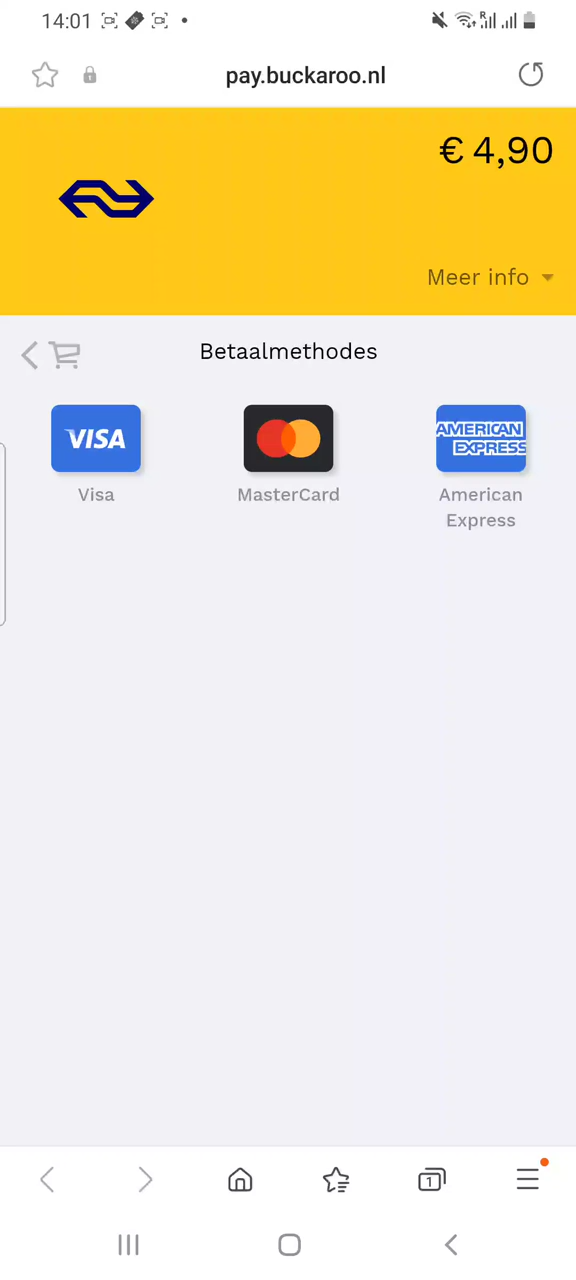 14:01
R
pay.buckaroo.nl
€ 4,90
Meer info
Betaalmethodes
VISA
AMERICAN
EXPRESS
Visa
MasterCard
American
Express
1